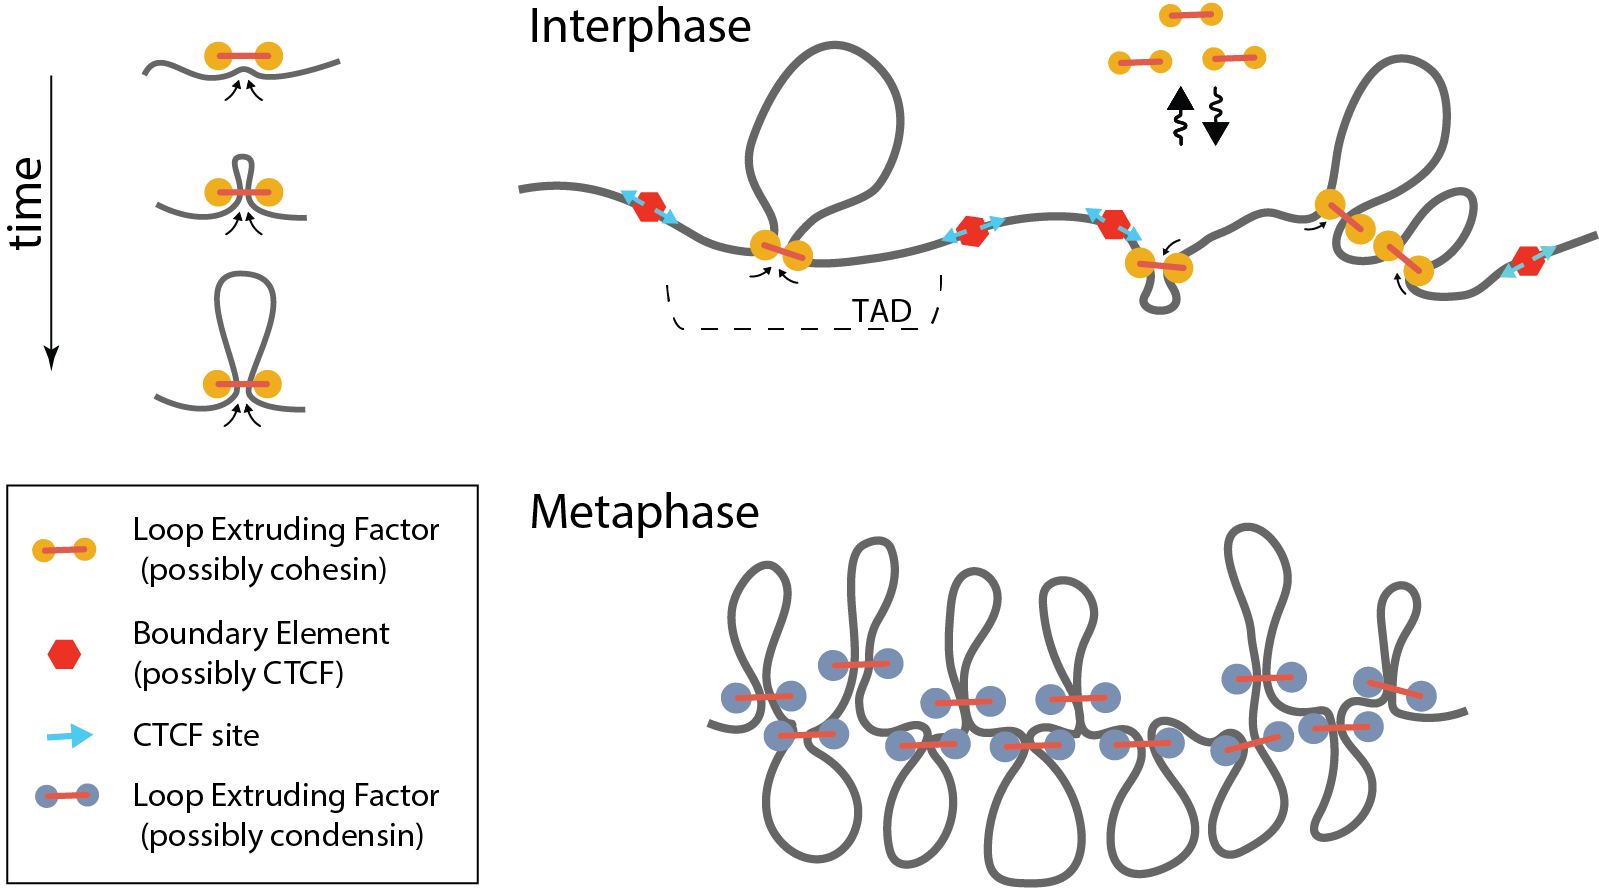 time
Interphase
TAD
Metaphase
Loop Extruding Factor
(possibly cohesin)
Boundary Element
(possibly CTCF)
CTCF site
Loop Extruding Factor
(possibly condensin)